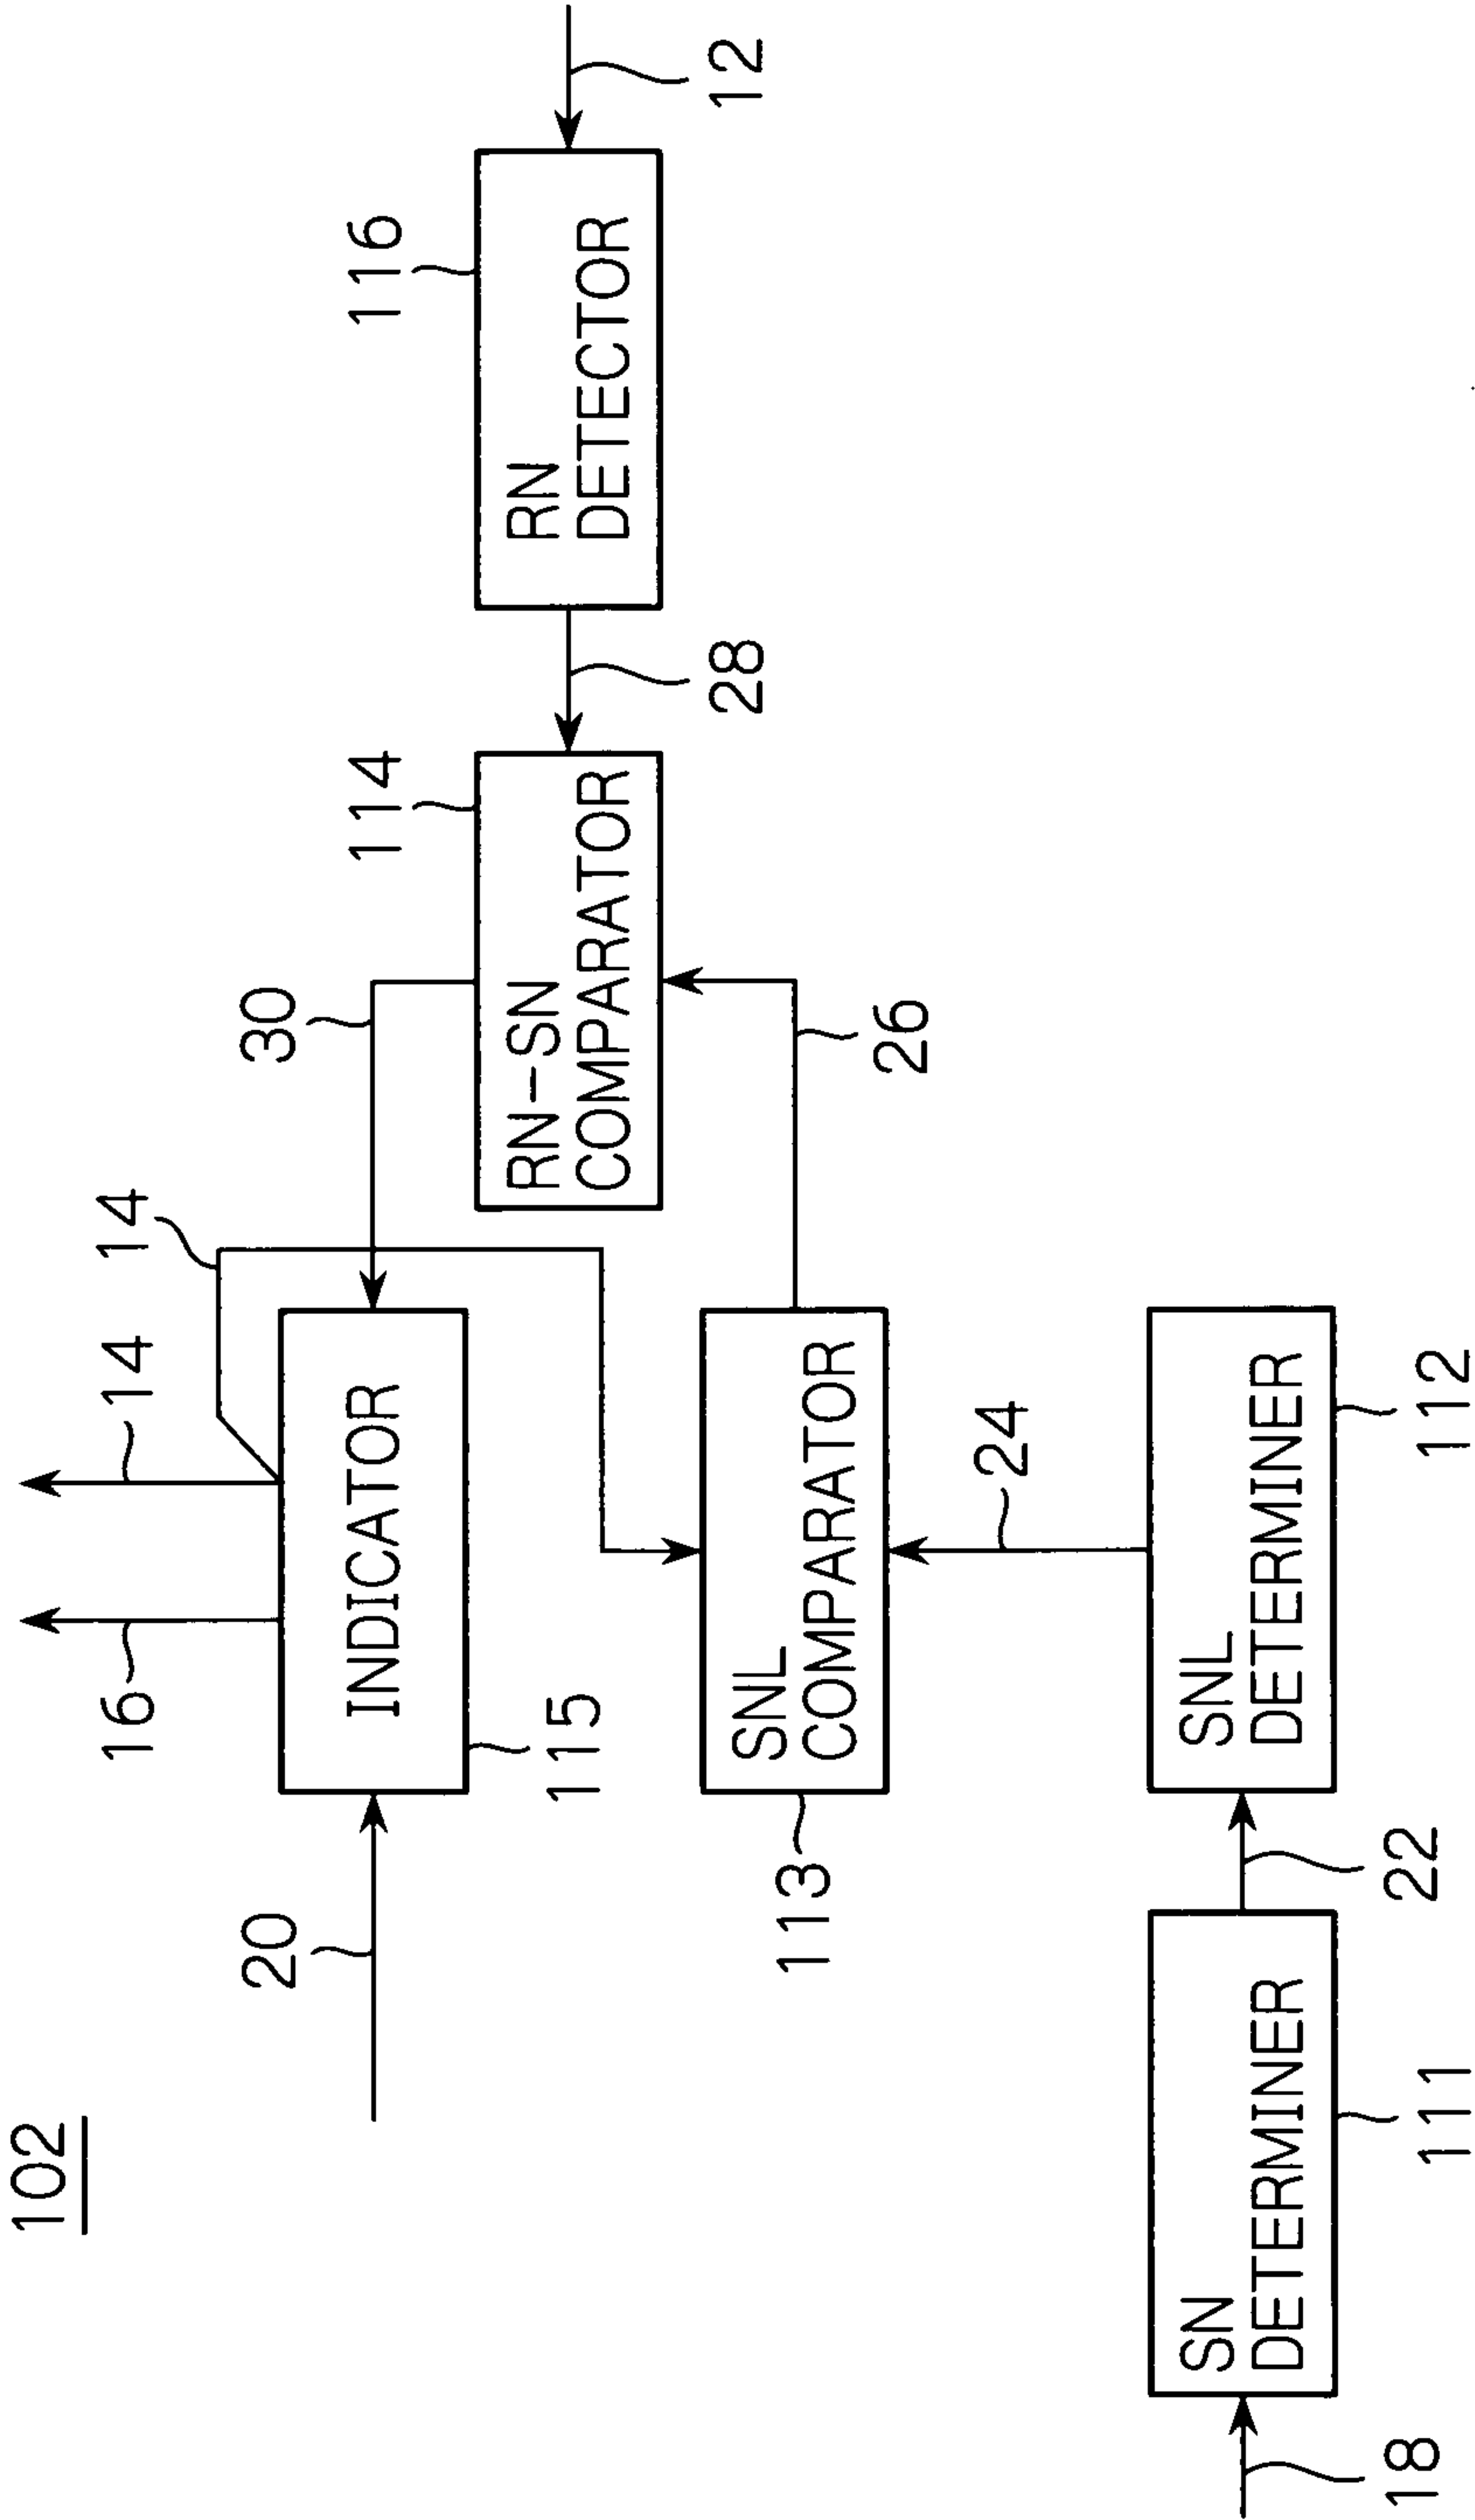 102
16
14
14
20
30
INDICATOR
115
114
116
RN-SN
COMPARATOR
RN
DETECTOR
28
12
113
SNL
COMPARATOR
26
24
SN
DETERMINER
SNL
DETERMINER
18
111
22
112